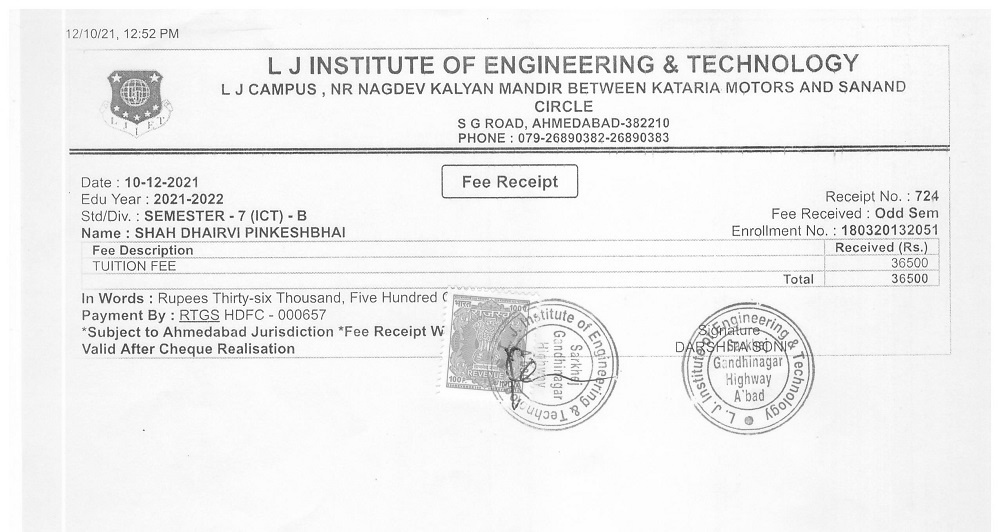 12/10/21, 12:52 PM
L J INSTITUTE OF ENGINEERING & TECHNOLOGY
L J CAMPUS , NR NAGDEV KALYAN MANDIR BETWEEN KATARIA MOTORS AND SANAND
CIRCLE
S G ROAD, AHMEDABAD-382210
PHONE : 079-26890382-26890383
L J I E T
Fee Receipt
Date : 10-12-2021
Edu Year : 2021-2022
Receipt No. : 724
Std/Div. : SEMESTER - 7 (ICT) - B
Fee Received : Odd Sem
Name : SHAH DHAIRVI PINKESHBHAI
Enrollment No. : 180320132051
Fee Description Received (Rs.)
TUITION FEE 36500
Total 36500
In Words : Rupees Thirty-six Thousand, Five Hundred
Payment By : RTGS HDFC - 000657
*Subject to Ahmedabad Jurisdiction *Fee Receipt
Valid After Cheque Realisation
भारत
REVENUE
L. J. Institute of Engineering & Technology
Sarkhej
Gandhinagar
Highway
Signature
DARSHITA SONI
L. J. Institute of Engineering & Technology
Sarkhej
Gandhinagar
Highway
A'bad